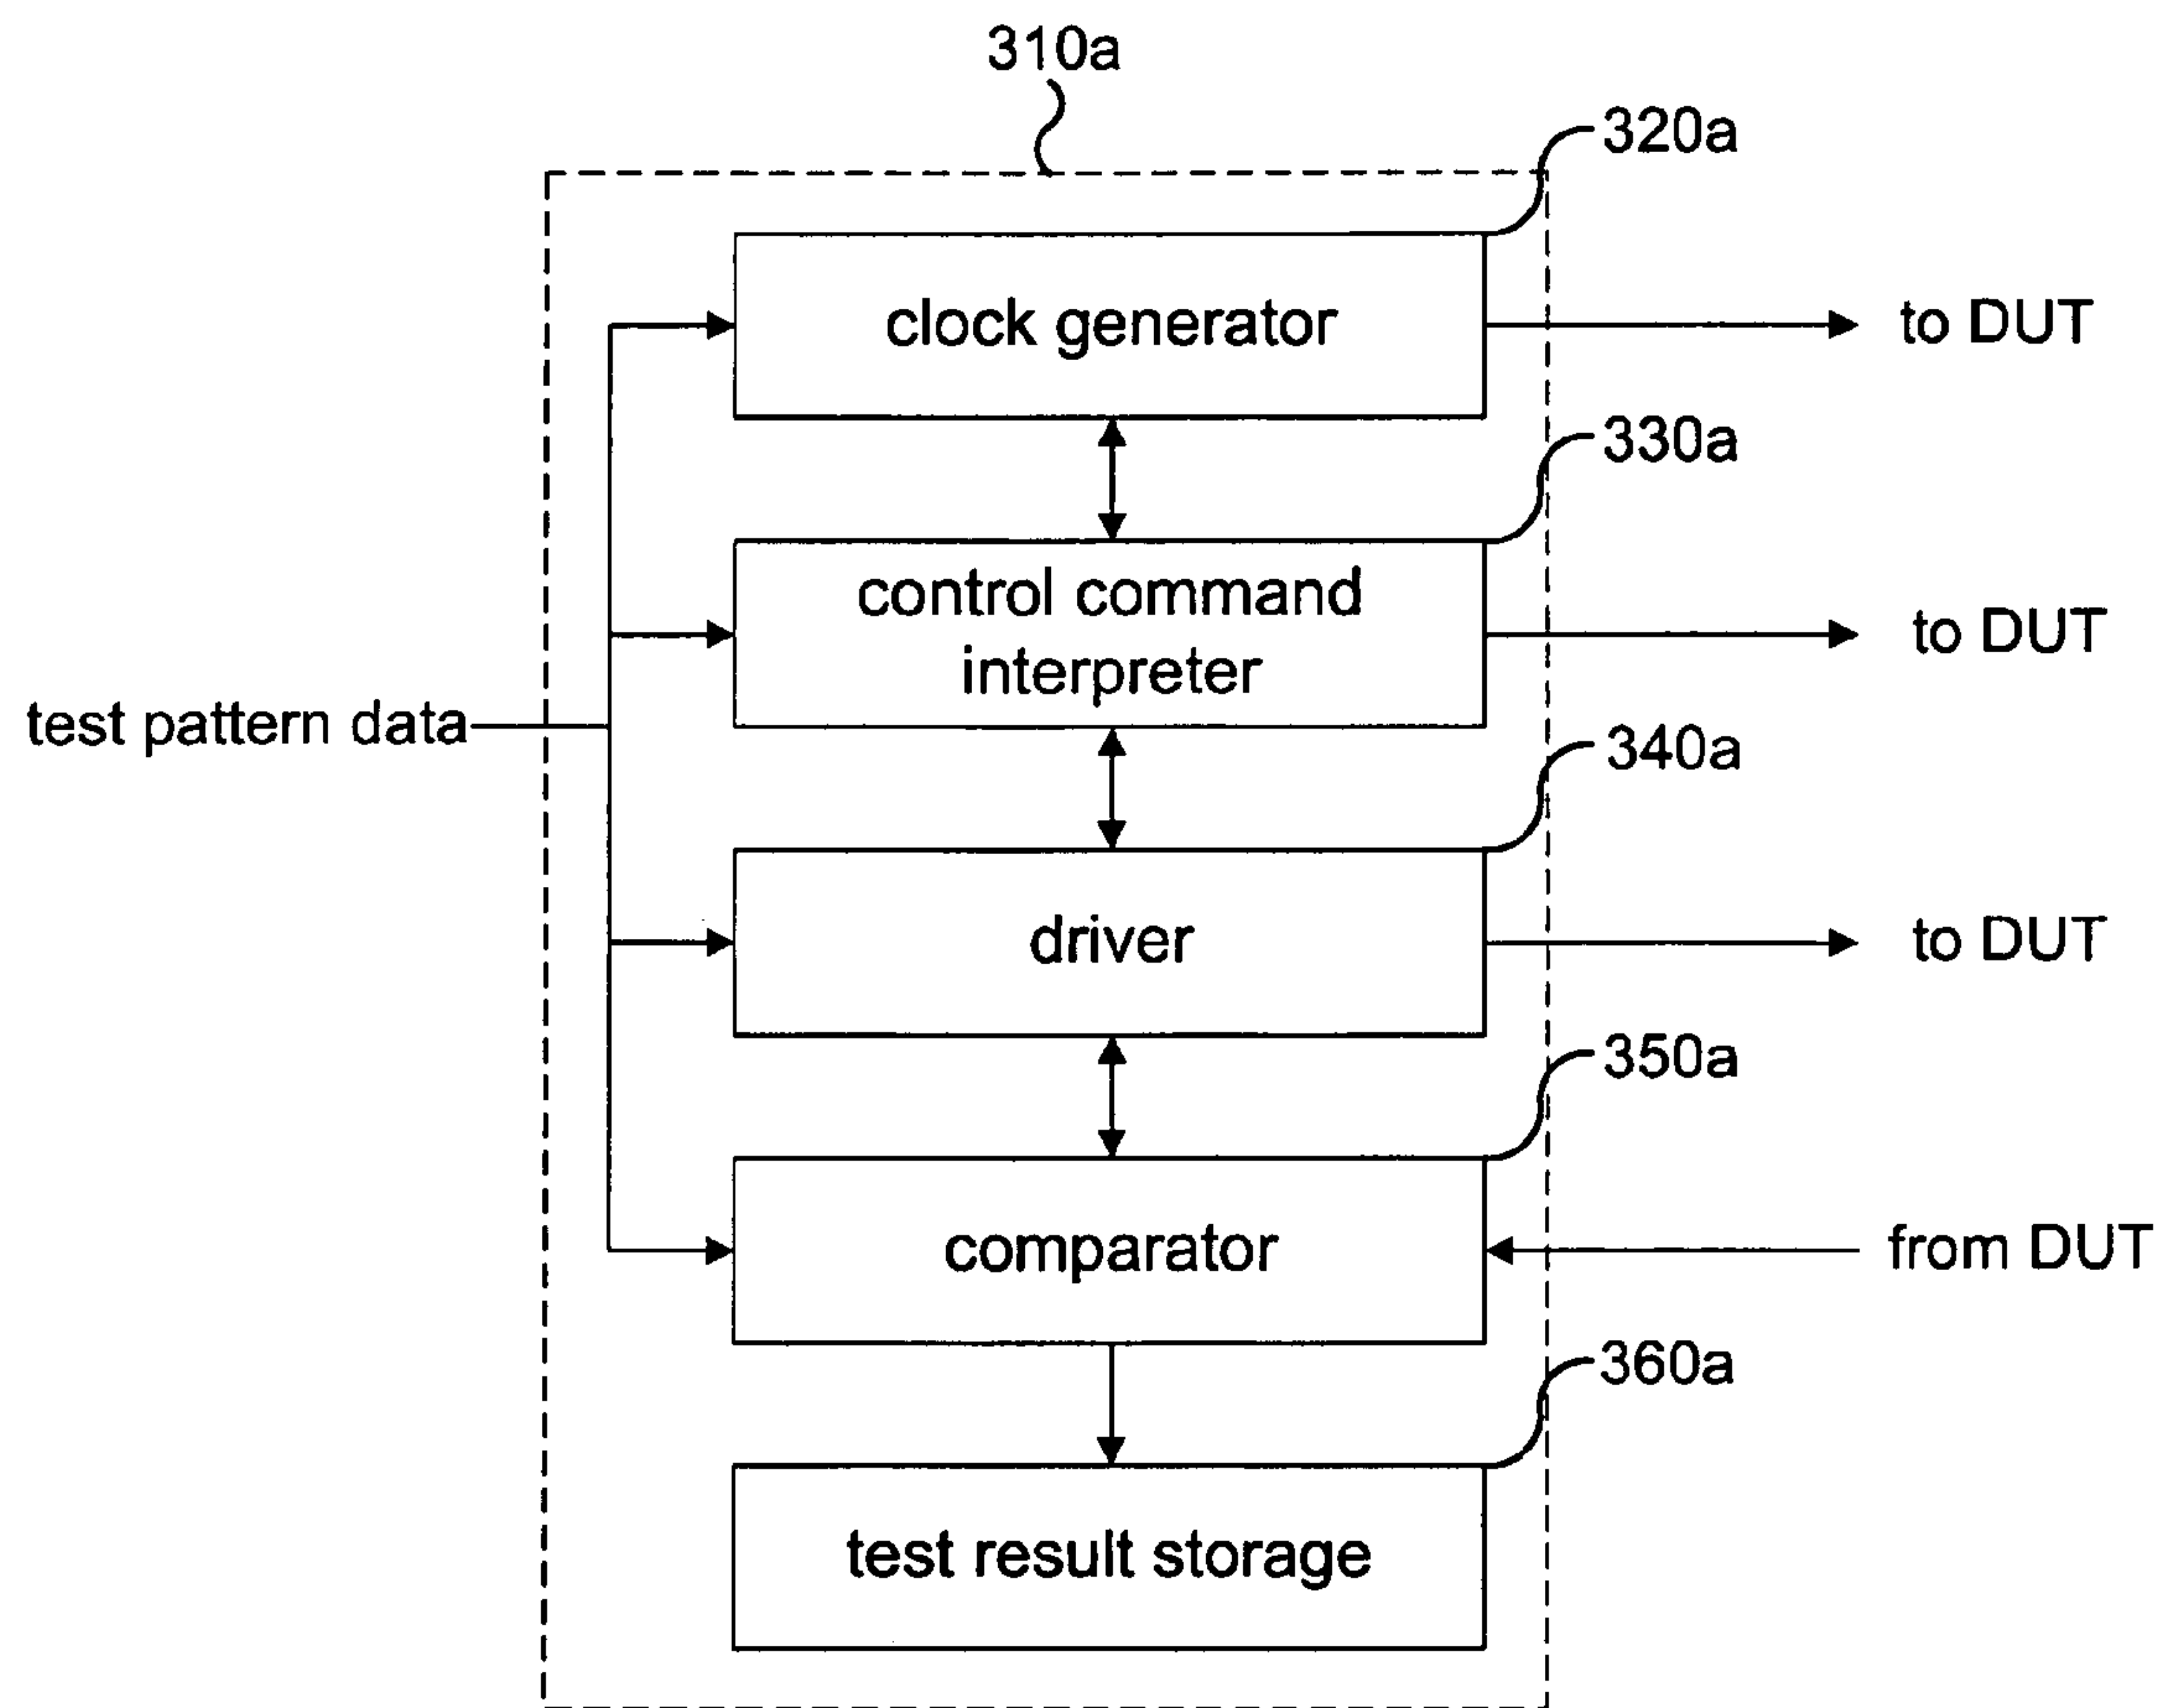 310a
320a
clock generator
to DUT
330a
control command
interpreter
to DUT
test pattern data
340a
driver
to DUT
350a
comparator
from DUT
360a
test result storage